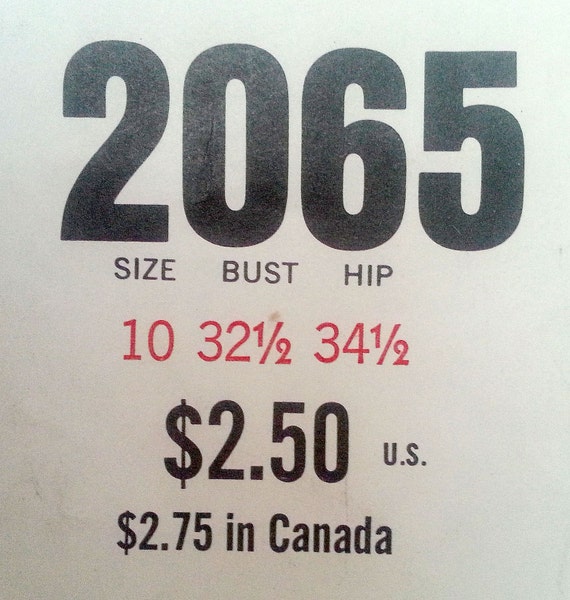 2065
SIZE BUST HIP
10 32½ 34½
$2.50 U.S.
$2.75 in Canada